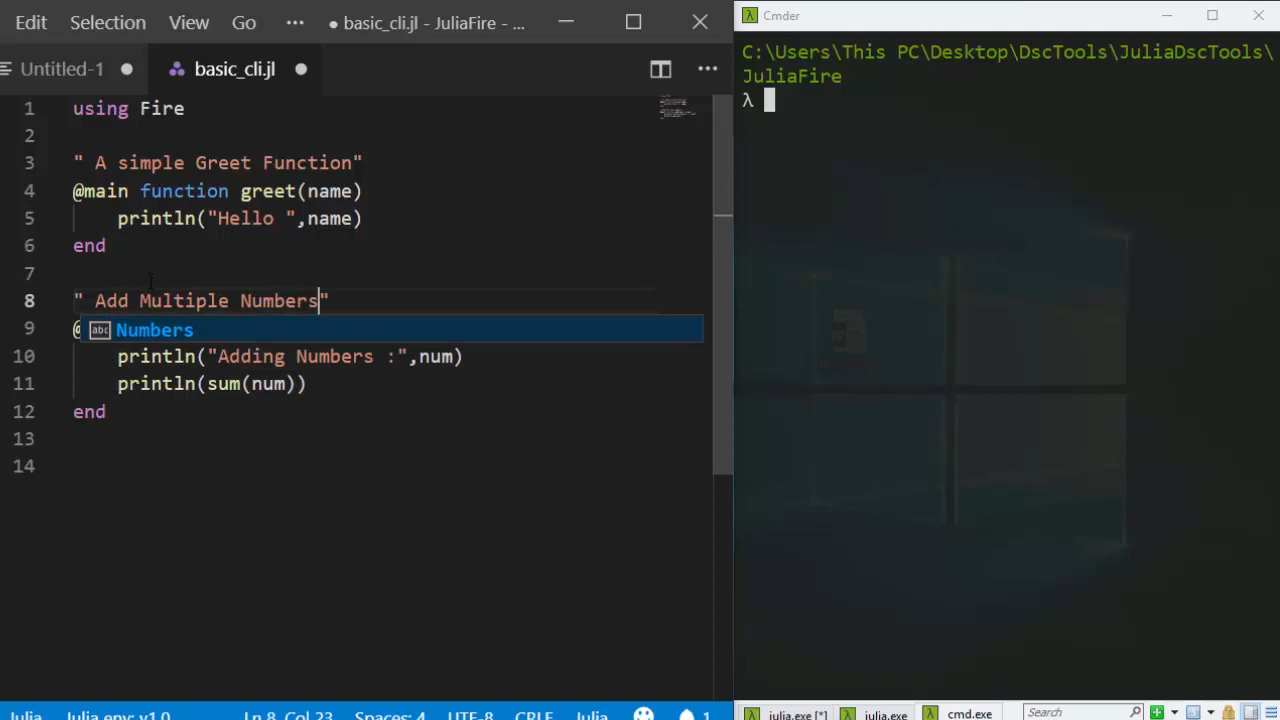 Edit Selection View Go ••• ● basic_cli.jl - JuliaFire - ...
Untitled-1 ● basic_cli.jl ● •••
1 using Fire
2
3 " A simple Greet Function"
4 @main function greet(name)
5 println("Hello ",name)
6 end
7
8 " Add Multiple Numbers"
9 @ abc Numbers
10 println("Adding Numbers :",num)
11 println(sum(num))
12 end
13
14
Julia Julia env: v1.0 Ln 8, Col 23 Spaces: 4 UTF-8 CRLF Julia 1
λ Cmder
C:\Users\This PC\Desktop\DscTools\JuliaDscTools\
JuliaFire
λ
λ julia.exe [*] λ julia.exe λ cmd.exe Search